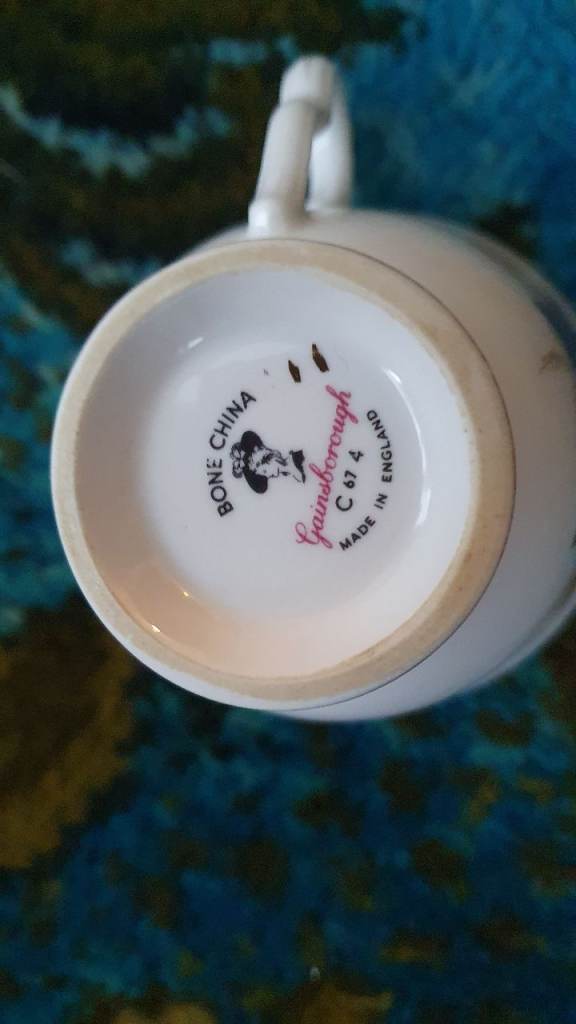 BONE CHINA
Gainsborough
C 67 4
MADE IN ENGLAND